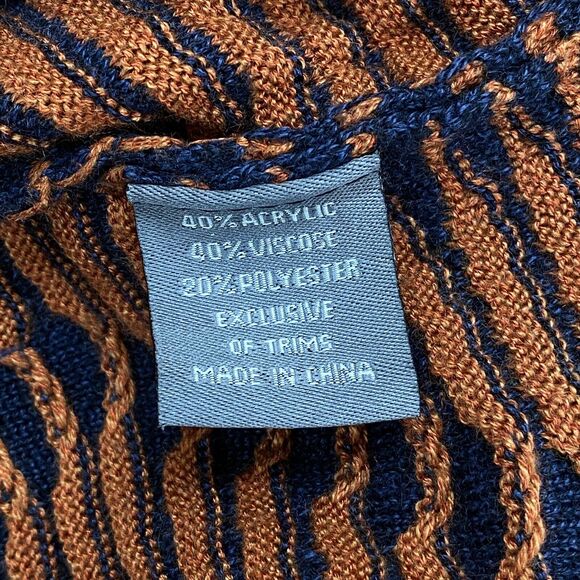 40% ACRYLIC
40% VISCOSE
20% POLYESTER
EXCLUSIVE
OF TRIMS
MADE IN CHINA